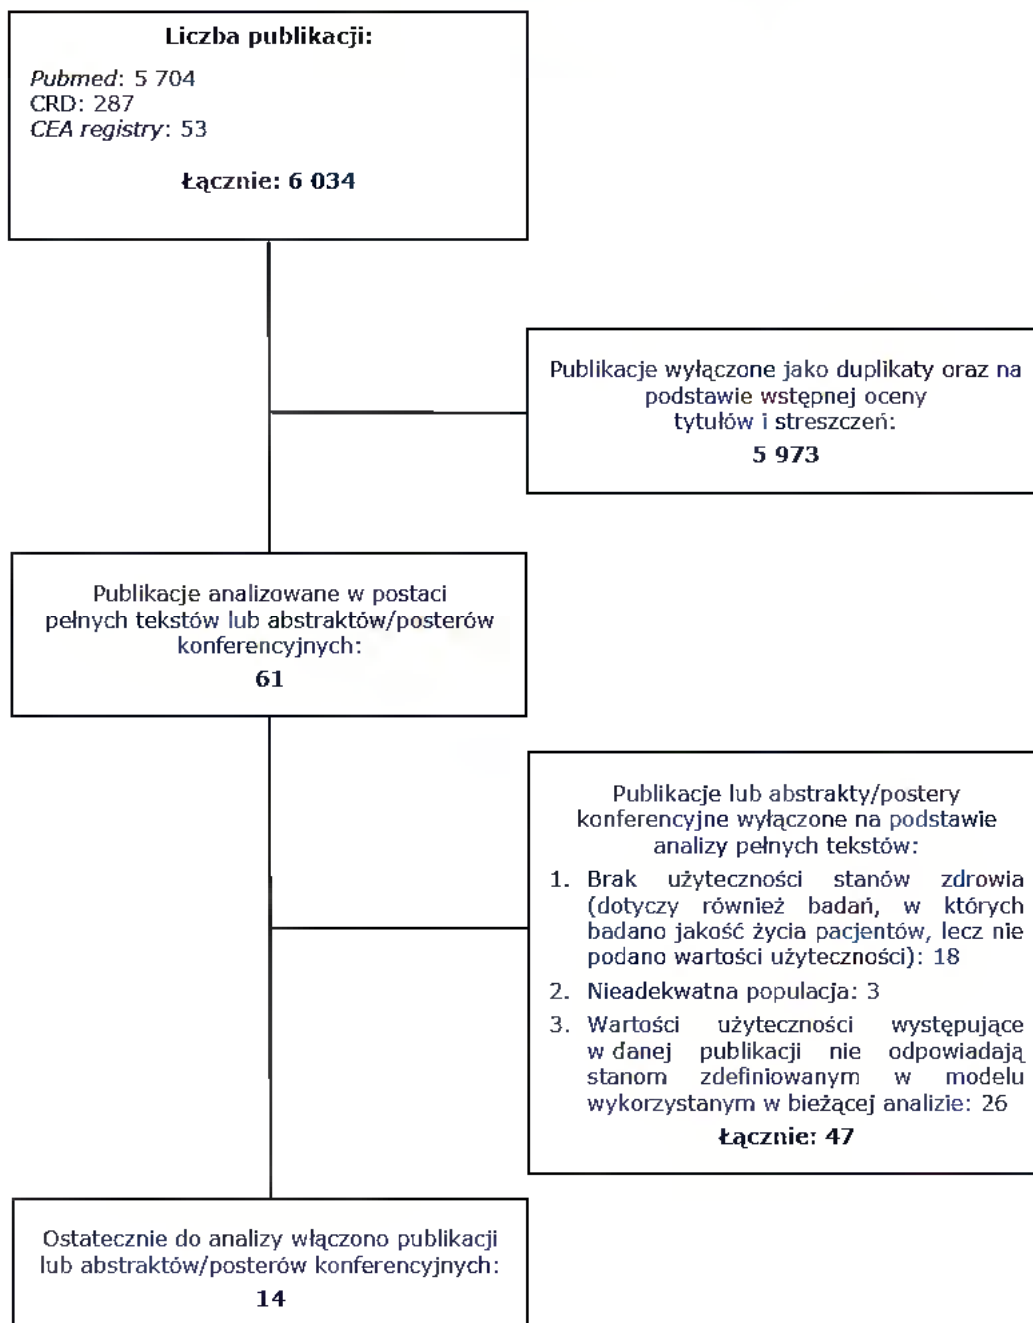 Liczba publikacji:
Pubmed: 5 704
CRD: 287
CEA registry: 53
Łącznie: 6 034
Publikacje wyłączone jako duplikaty oraz na
podstawie wstępnej oceny
tytułów i streszczeń:
5 973
Publikacje analizowane w postaci
pełnych tekstów lub abstraktów/posterów
konferencyjnych:
61
Publikacje lub abstrakty/postery
konferencyjne wyłączone na podstawie
analizy pełnych tekstów:
1. Brak użyteczności stanów zdrowia
(dotyczy również badań, w których
badano jakość życia pacjentów, lecz nie
podano wartości użyteczności): 18
2. Nieadekwatna populacja: 3
3. Wartości użyteczności występujące
w danej publikacji nie odpowiadają
stanom zdefiniowanym w modelu
wykorzystanym w bieżącej analizie: 26
Łącznie: 47
Ostatecznie do analizy włączono publikacji
lub abstraktów/posterów konferencyjnych:
14